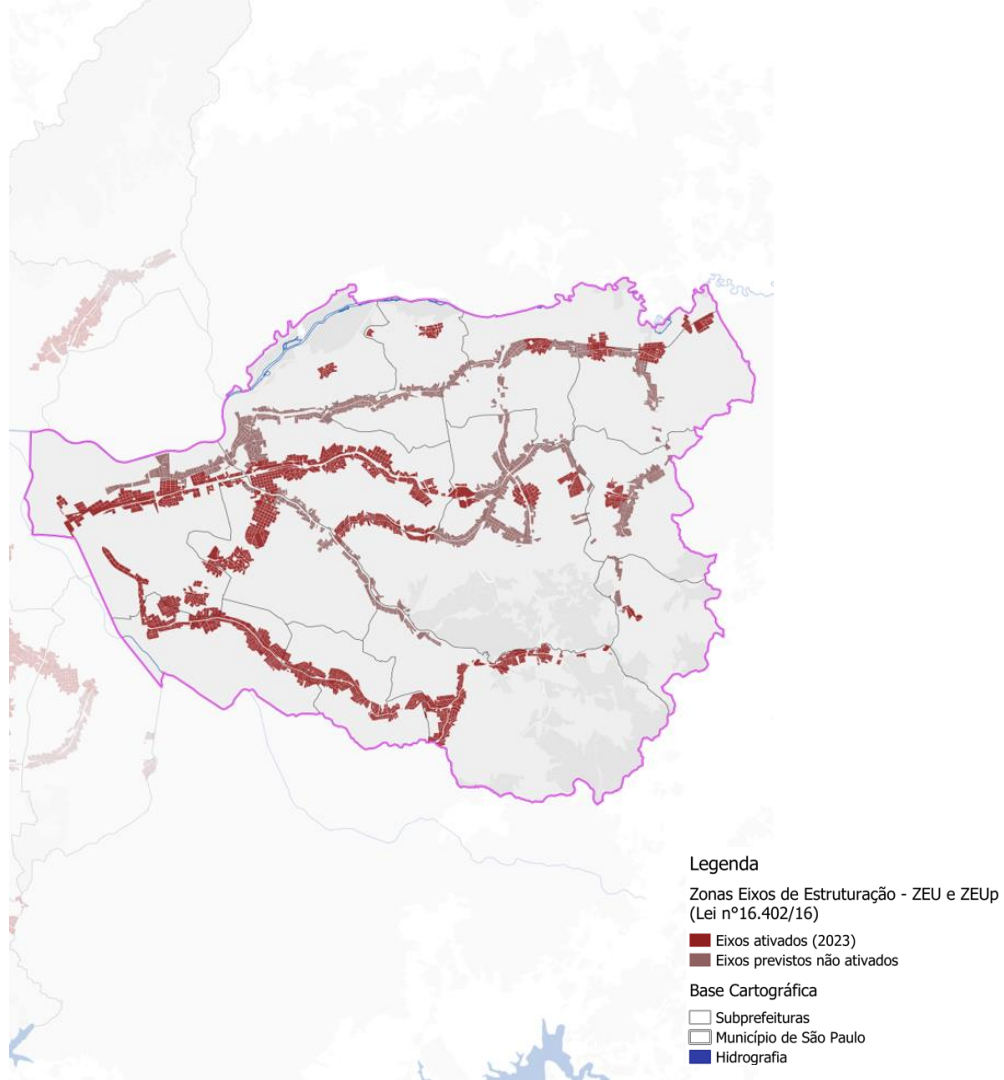 Legenda
Zonas Eixos de Estruturação - ZEU e ZEUp
(Lei n°16.402/16)
Eixos ativados (2023)
Eixos previstos não ativados
Base Cartográfica
Subprefeituras
Município de São Paulo
Hidrografia